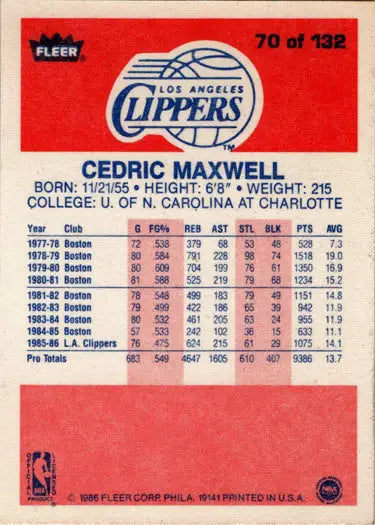 FLEER®
70 of 132
LOS ANGELES
CLIPPERS
TM
CEDRIC MAXWELL
BORN: 11/21/55 • HEIGHT: 6'8" • WEIGHT: 215
COLLEGE: U. OF N. CAROLINA AT CHARLOTTE
Year Club G FG% REB AST STL BLK PTS AVG
1977-78 Boston 72 .538 379 68 53 48 528 7.3
1978-79 Boston 80 .584 791 228 98 74 1518 19.0
1979-80 Boston 80 .609 704 199 76 61 1350 16.9
1980-81 Boston 81 .588 525 219 79 68 1234 15.2
1981-82 Boston 78 .548 499 183 79 49 1151 14.8
1982-83 Boston 79 .499 422 186 65 39 942 11.9
1983-84 Boston 80 .532 461 205 63 24 955 11.9
1984-85 Boston 57 .533 242 102 36 15 633 11.1
1985-86 L.A. Clippers 76 .475 624 215 61 29 1075 14.1
Pro Totals 683 .549 4647 1605 610 407 9386 13.7
OFFICIAL LICENSED
NBA
PRODUCT
© 1986 FLEER CORP. PHILA. 19141 PRINTED IN U.S.A.